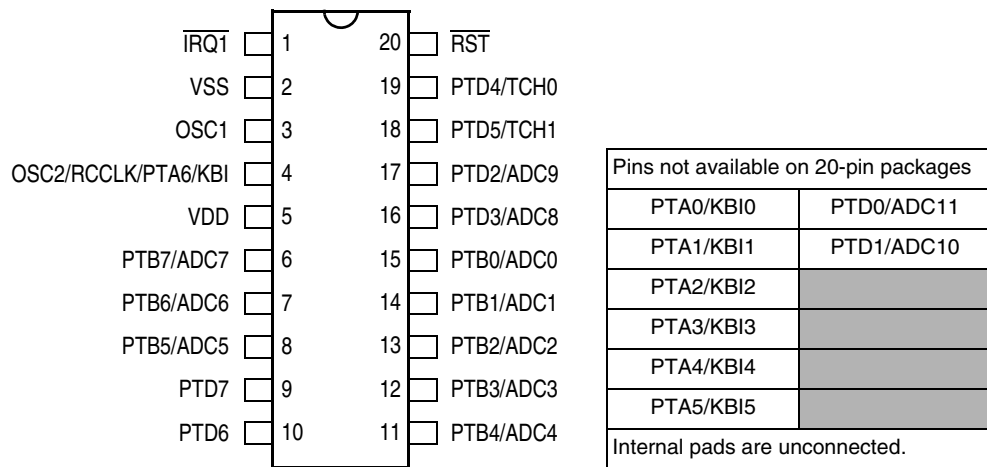 IRQ1 1 20 RST
VSS 2 19 PTD4/TCH0
OSC1 3 18 PTD5/TCH1
OSC2/RCCLK/PTA6/KBI 4 17 PTD2/ADC9
VDD 5 16 PTD3/ADC8
PTB7/ADC7 6 15 PTB0/ADC0
PTB6/ADC6 7 14 PTB1/ADC1
PTB5/ADC5 8 13 PTB2/ADC2
PTD7 9 12 PTB3/ADC3
PTD6 10 11 PTB4/ADC4
Pins not available on 20-pin packages
PTA0/KBI0 PTD0/ADC11
PTA1/KBI1 PTD1/ADC10
PTA2/KBI2
PTA3/KBI3
PTA4/KBI4
PTA5/KBI5
Internal pads are unconnected.